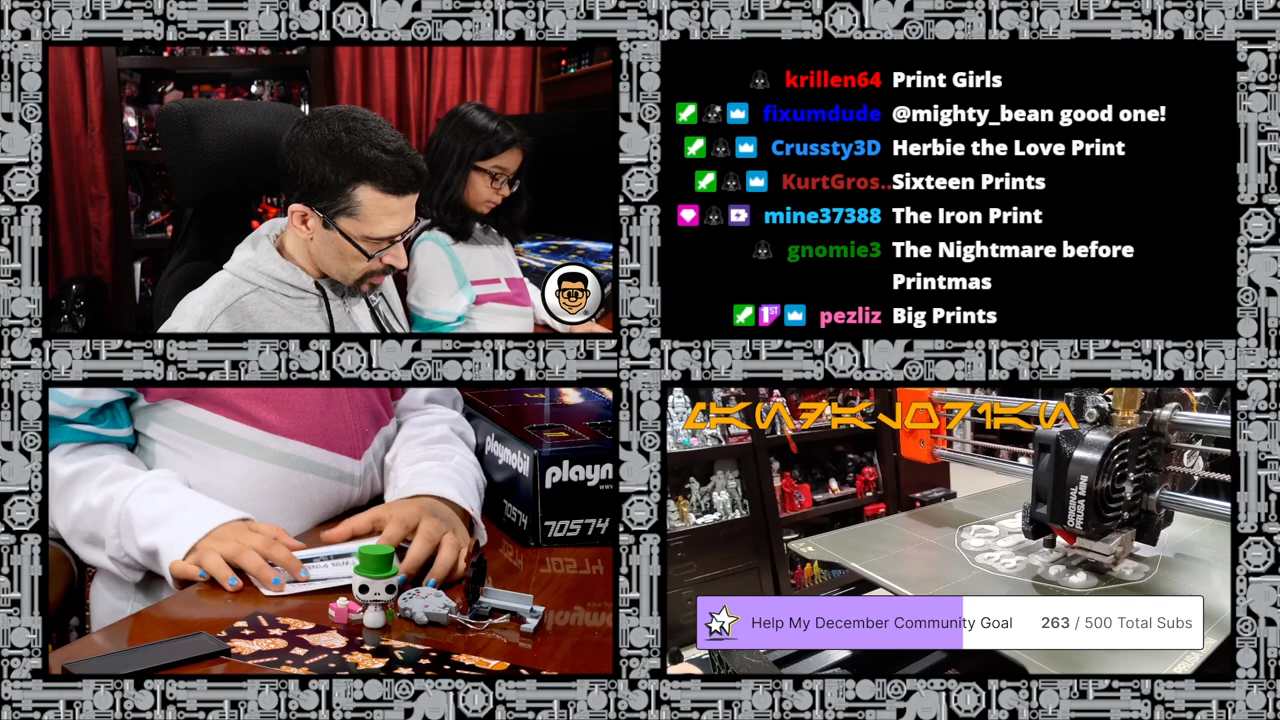 krillen64 Print Girls
fixumdude @mighty_bean good one!
Crussty3D Herbie the Love Print
KurtGros.. Sixteen Prints
mine37388 The Iron Print
gnomie3 The Nightmare before
Printmas
1ST pezliz Big Prints
playmobil
70574
70574
ORIGINAL
PRUSA MINI
Help My December Community Goal 263 / 500 Total Subs